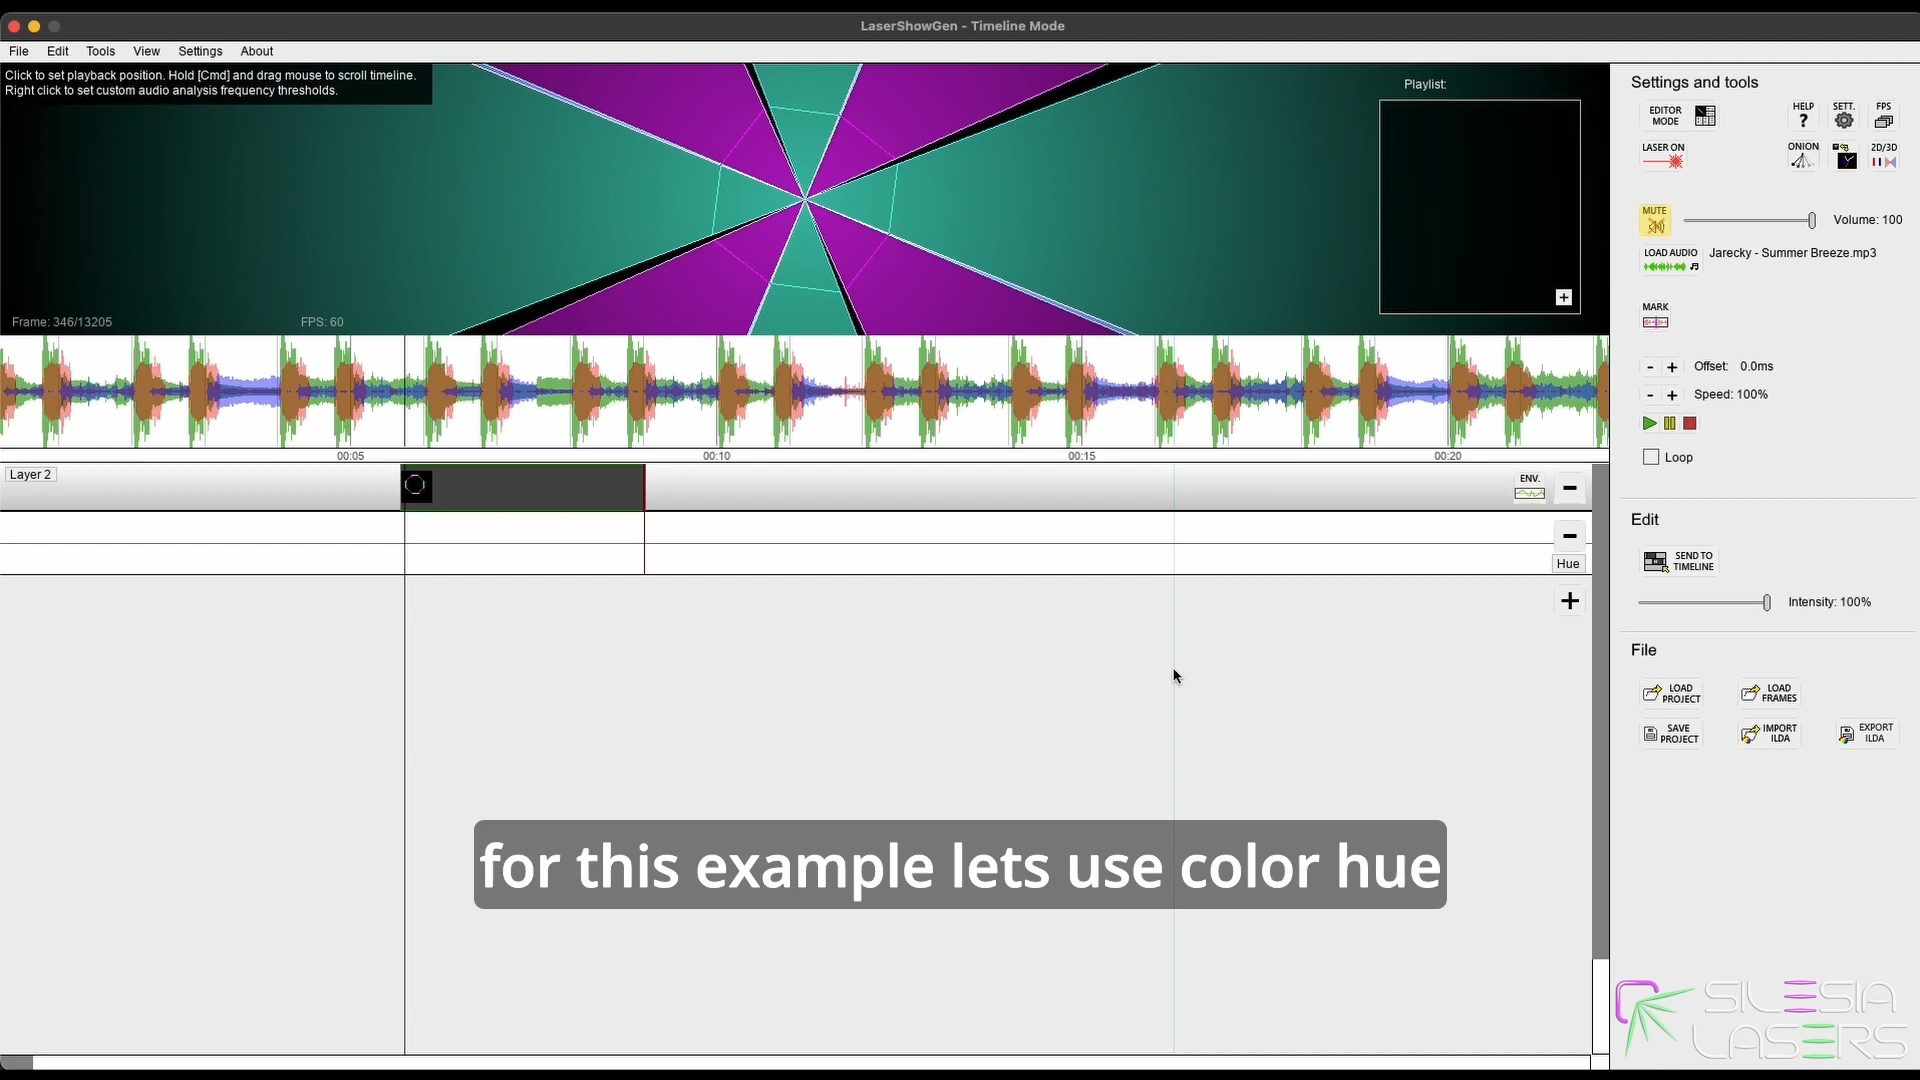 LaserShowGen - Timeline Mode
File Edit Tools View Settings About
Click to set playback position. Hold [Cmd] and drag mouse to scroll timeline.
Right click to set custom audio analysis frequency thresholds.
Playlist:
+
Frame: 346/13205 FPS: 60
00:05 00:10 00:15 00:20
Layer 2
ENV.
Hue
for this example lets use color hue
Settings and tools
EDITOR
MODE
HELP
?
SETT.
FPS
LASER ON
ONION
2D/3D
MUTE
Volume: 100
LOAD AUDIO
Jarecky - Summer Breeze.mp3
MARK
- + Offset: 0.0ms
- + Speed: 100%
Loop
Edit
SEND TO
TIMELINE
Intensity: 100%
File
LOAD
PROJECT
LOAD
FRAMES
SAVE
PROJECT
IMPORT
ILDA
EXPORT
ILDA
SILESIA
LASERS